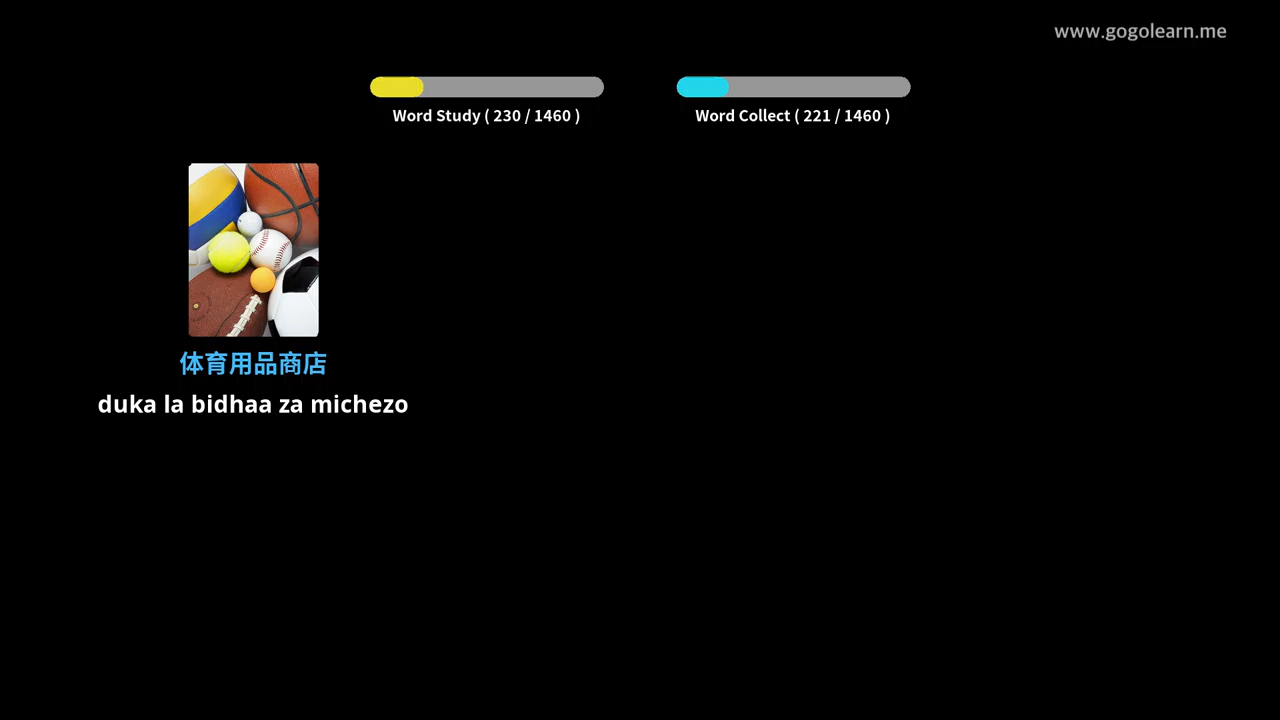 www.gogolearn.me
Word Study ( 230 / 1460 )
Word Collect ( 221 / 1460 )
体育用品商店
duka la bidhaa za michezo